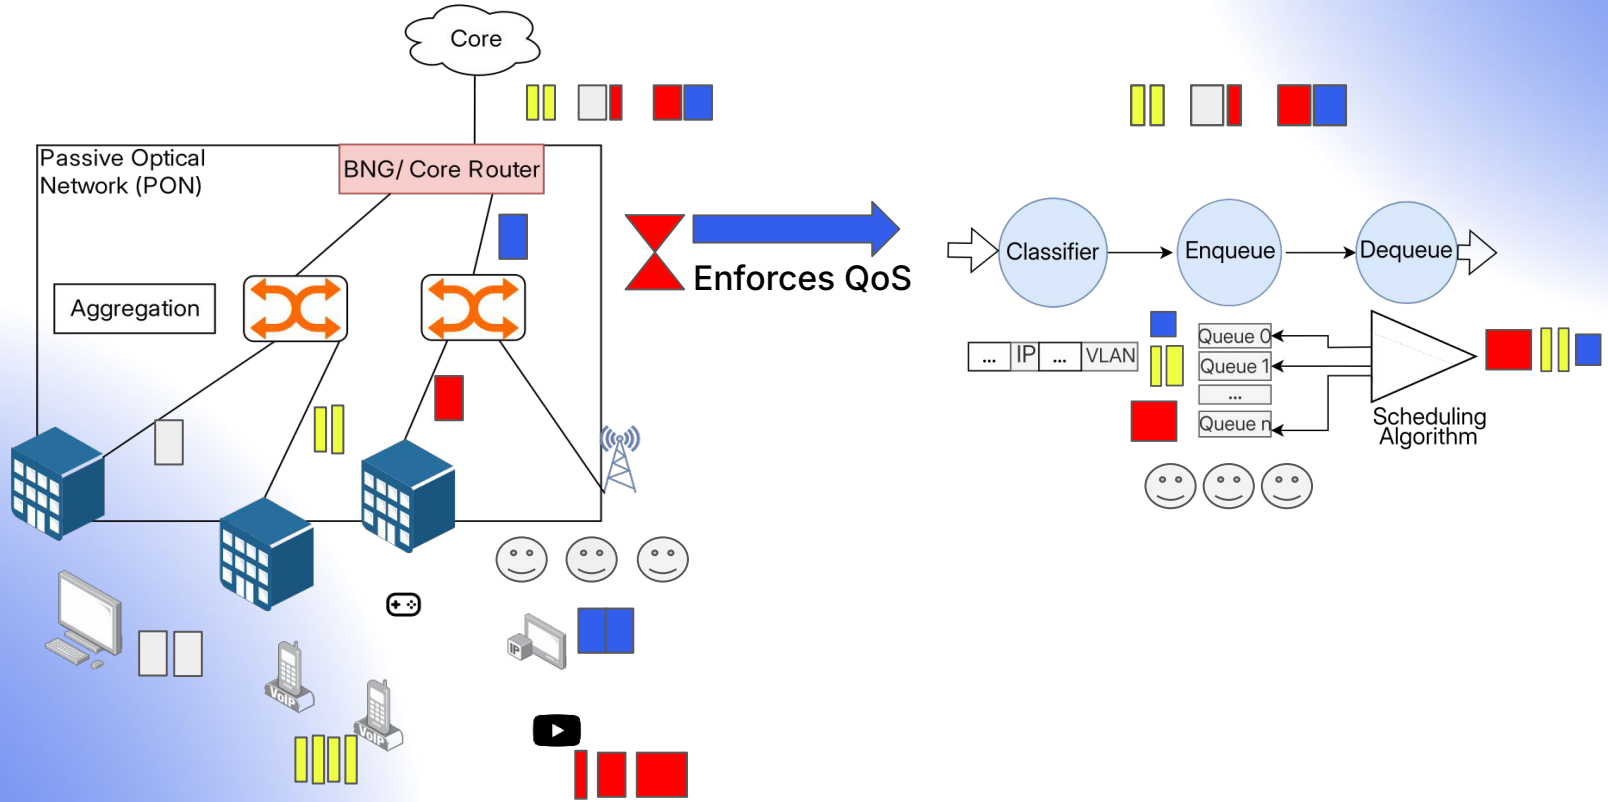 Core
Passive Optical
Network (PON)
BNG/ Core Router
Aggregation
VoIP
VoIP
IP
Enforces QoS
Classifier
Enqueue
Dequeue
... IP ... VLAN
Queue 0
Queue 1
...
Queue n
Scheduling
Algorithm